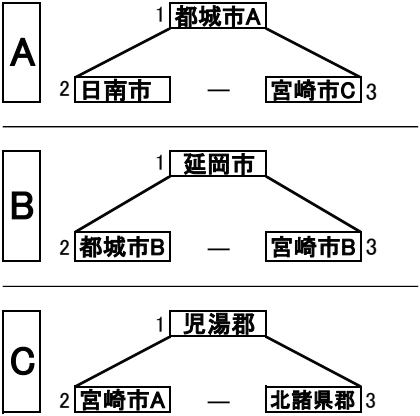 A
1 都城市A
2 日南市 — 宮崎市C 3
B
1 延岡市
2 都城市B — 宮崎市B 3
C
1 児湯郡
2 宮崎市A — 北諸県郡 3